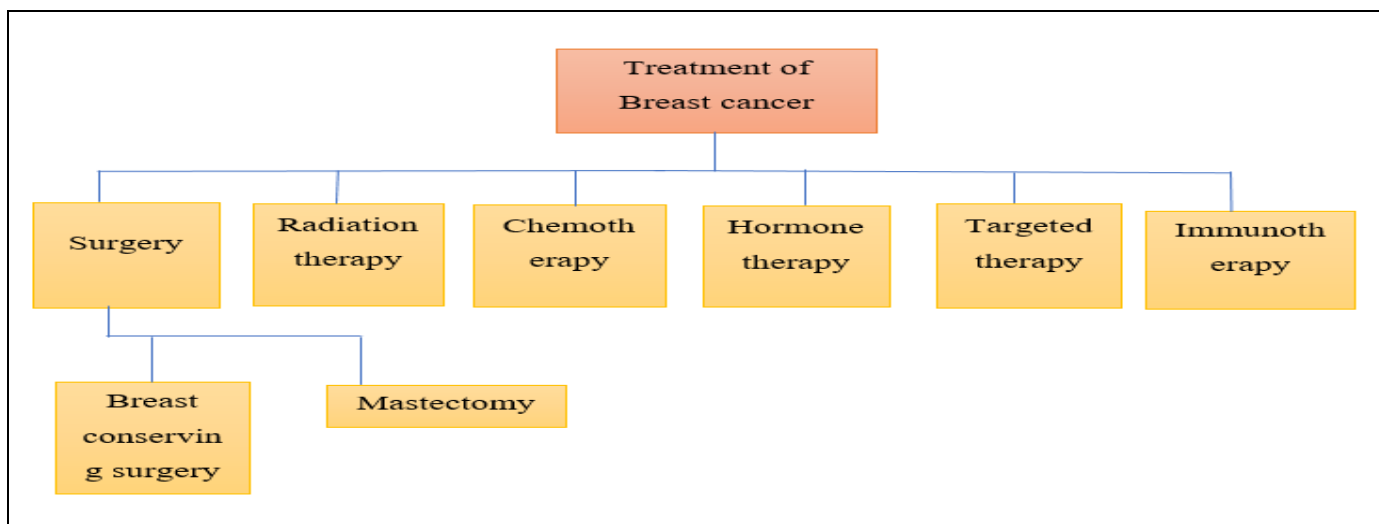 Treatment of
Breast cancer
Surgery
Radiation
therapy
Chemoth
erapy
Hormone
therapy
Targeted
therapy
Immunoth
erapy
Breast
conservin
g surgery
Mastectomy